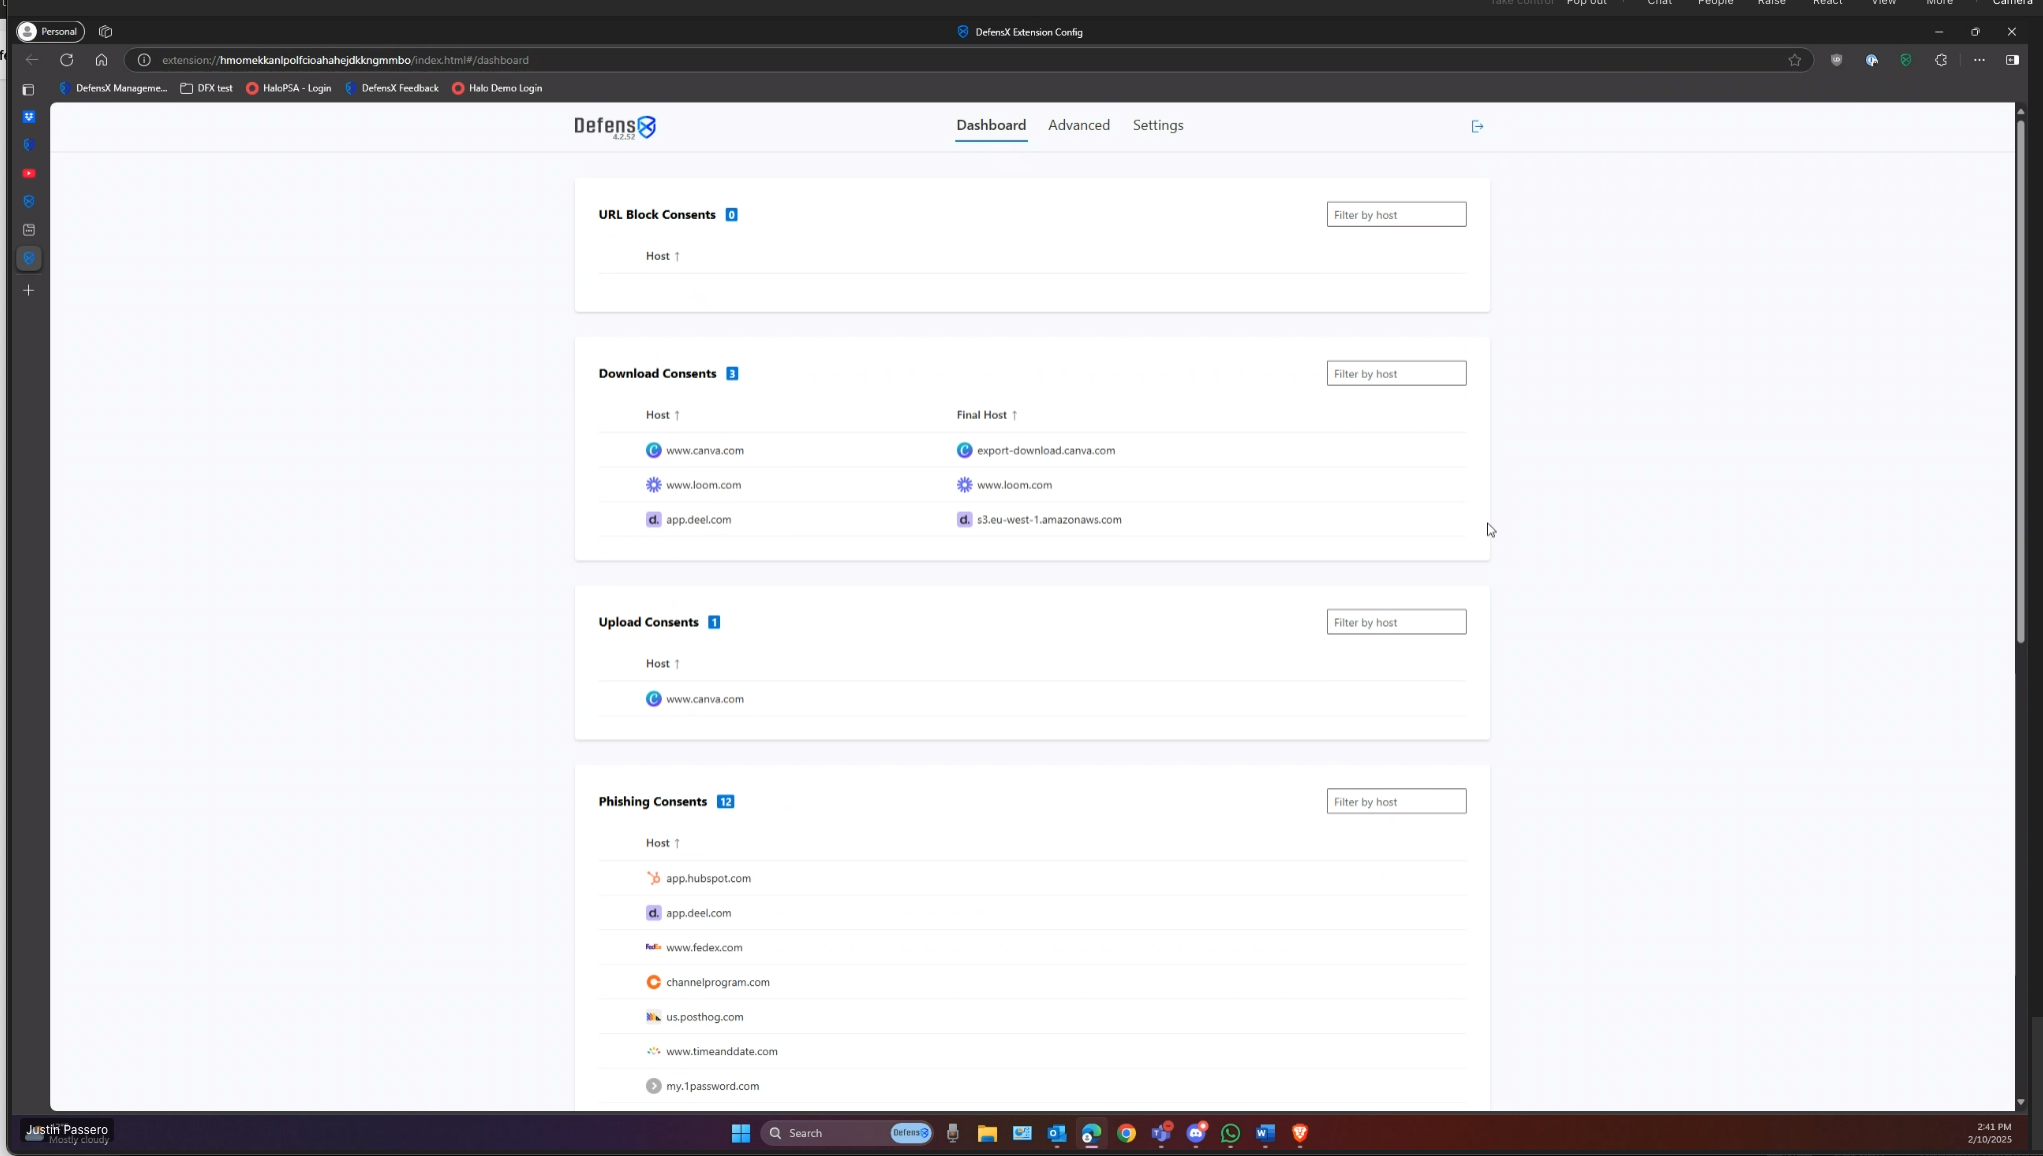 Take control Pop out Chat People Raise React View More Camera
Personal
DefensX Extension Config
extension://hmomekkanlpolfcioahahejdkkngmmbo/index.html#/dashboard
DefensX Manageme... DFX test HaloPSA - Login DefensX Feedback Halo Demo Login
Defens
4.2.52
Dashboard Advanced Settings
URL Block Consents 0 Filter by host
Host ↑
Download Consents 3 Filter by host
Host ↑ Final Host ↑
www.canva.com export-download.canva.com
www.loom.com www.loom.com
d. app.deel.com d. s3.eu-west-1.amazonaws.com
Upload Consents 1 Filter by host
Host ↑
www.canva.com
Phishing Consents 12 Filter by host
Host ↑
app.hubspot.com
d. app.deel.com
FedEx www.fedex.com
channelprogram.com
us.posthog.com
www.timeanddate.com
my.1password.com
Justin Passero
Mostly cloudy
Search Defens
2:41 PM
2/10/2025